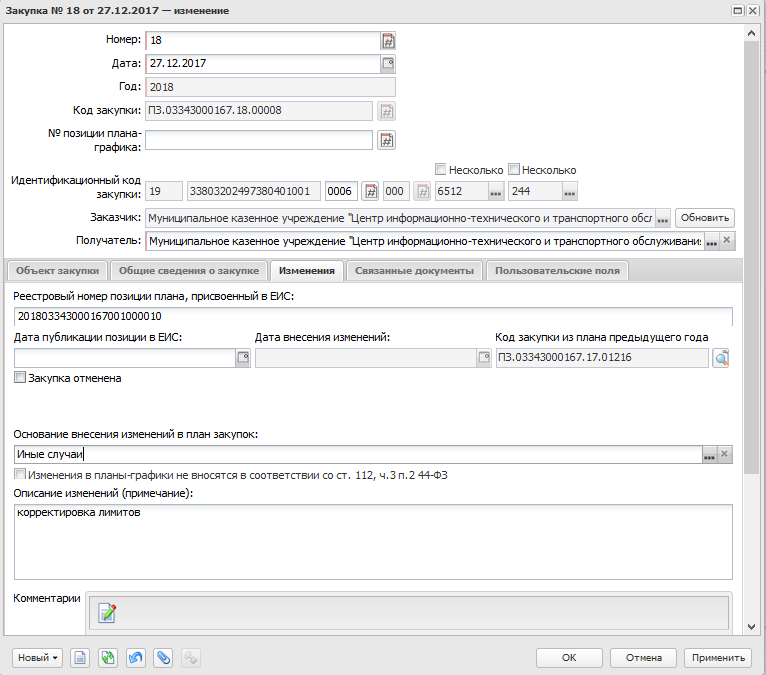 Закупка № 18 от 27.12.2017 — изменение
Номер: 18
Дата: 27.12.2017
Год: 2018
Код закупки: ПЗ.03343000167.18.00008
№ позиции плана-
графика:
Несколько Несколько
Идентификационный код
закупки: 19 33803202497380401001 0006 000 6512 ... 244 ...
Заказчик: Муниципальное казенное учреждение "Центр информационно-технического и транспортного обсл ... Обновить
Получатель: Муниципальное казенное учреждение "Центр информационно-технического и транспортного обслуживания ...
Объект закупки Общие сведения о закупке Изменения Связанные документы Пользовательские поля
Реестровый номер позиции плана, присвоенный в ЕИС:
201803343000167001000010
Дата публикации позиции в ЕИС: Дата внесения изменений: Код закупки из плана предыдущего года
ПЗ.03343000167.17.01216
Закупка отменена
Основание внесения изменений в план закупок:
Иные случаи ...
Изменения в планы-графики не вносятся в соответствии со ст. 112, ч.3 п.2 44-ФЗ
Описание изменений (примечание):
корректировка лимитов
Комментарии
Новый ОК Отмена Применить